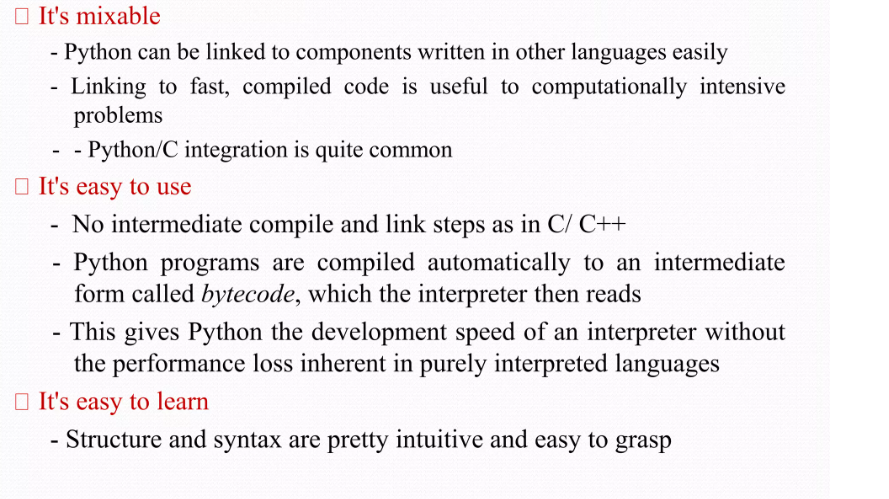 □ It's mixable
- Python can be linked to components written in other languages easily
- Linking to fast, compiled code is useful to computationally intensive
problems
- - Python/C integration is quite common
□ It's easy to use
- No intermediate compile and link steps as in C/ C++
- Python programs are compiled automatically to an intermediate
form called bytecode, which the interpreter then reads
- This gives Python the development speed of an interpreter without
the performance loss inherent in purely interpreted languages
□ It's easy to learn
- Structure and syntax are pretty intuitive and easy to grasp